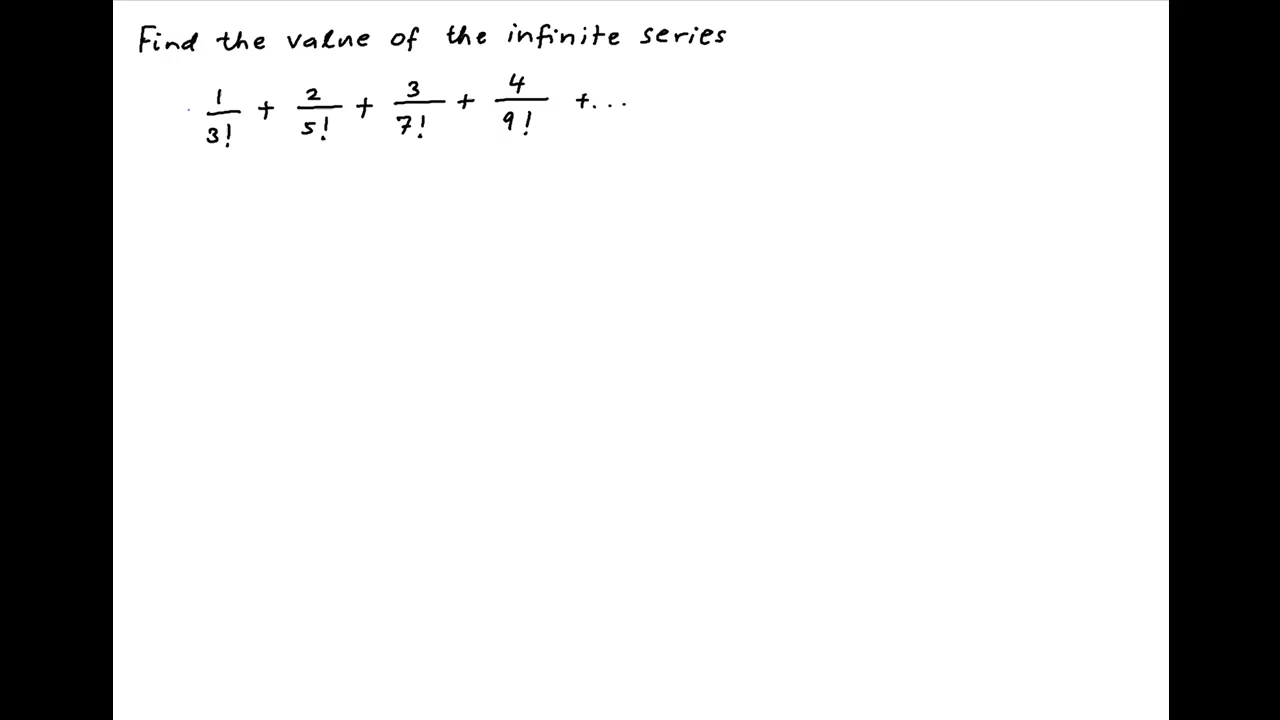 Find the value of the infinite series
1/3! + 2/5! + 3/7! + 4/9! +...